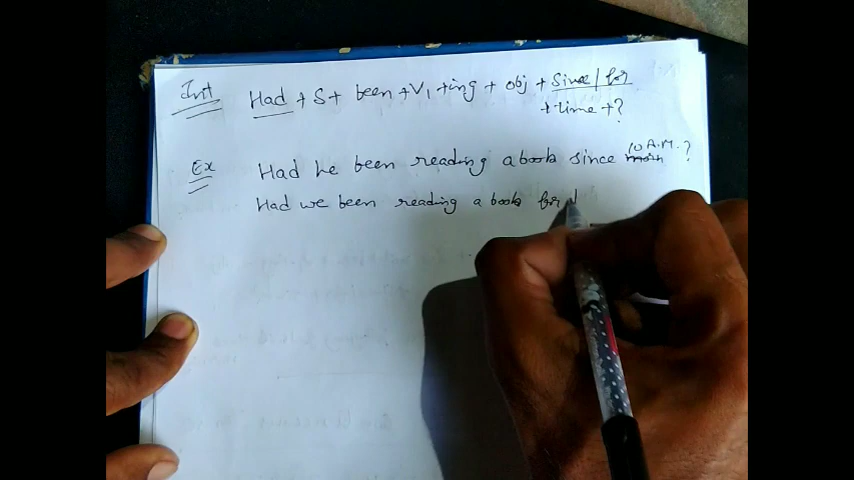 Int Had + S + been + V1 + ing + obj + Since / for
+ time + ?
Ex Had he been reading a book since 10 A.M. ?
Had we been reading a book for